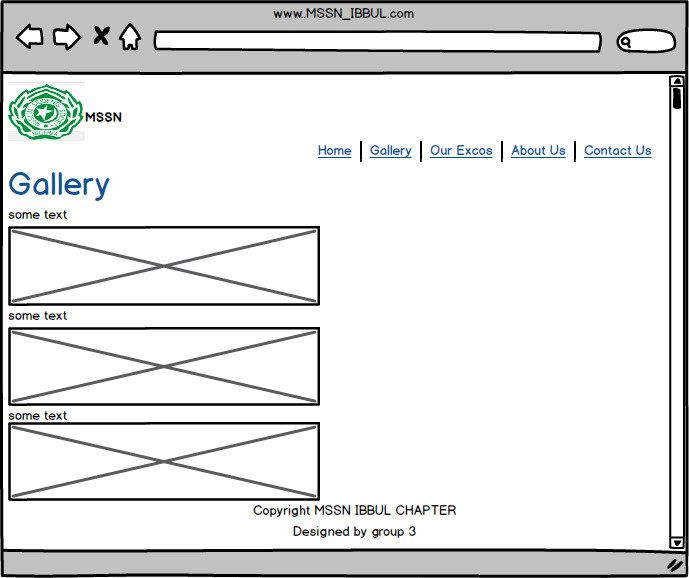 www.MSSN_IBBUL.com
MSSN
Home Gallery Our Excos About Us Contact Us
Gallery
some text
some text
some text
Copyright MSSN IBBUL CHAPTER
Designed by group 3